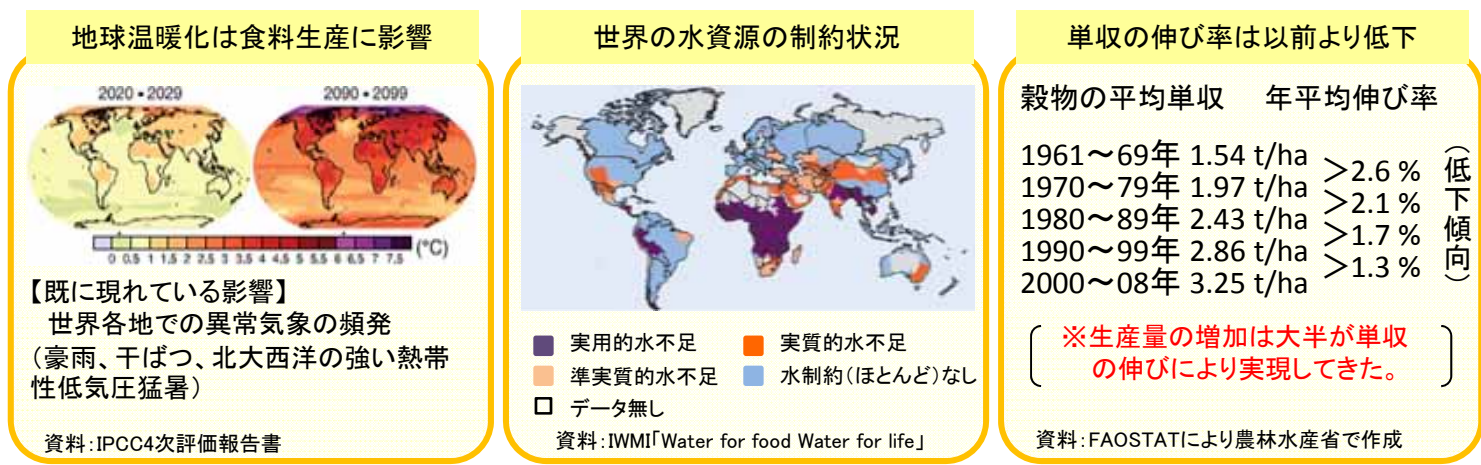 地球温暖化は食料生産に影響
2020 • 2029 2090 • 2099
0 0.5 1 1.5 2 2.5 3 3.5 4 4.5 5 5.5 6 6.5 7 7.5 (°C)
【既に現れている影響】
世界各地での異常気象の頻発
(豪雨、干ばつ、北大西洋の強い熱帯
性低気圧猛暑)
資料:IPCC4次評価報告書
世界の水資源の制約状況
実用的水不足 実質的水不足
準実質的水不足 水制約(ほとんど)なし
データ無し
資料:IWMI「Water for food Water for life」
単収の伸び率は以前より低下
穀物の平均単収 年平均伸び率
1961~69年 1.54 t/ha
>2.6 %
1970~79年 1.97 t/ha
>2.1 %
1980~89年 2.43 t/ha
>1.7 %
1990~99年 2.86 t/ha
>1.3 %
2000~08年 3.25 t/ha
(低下傾向)
※生産量の増加は大半が単収
の伸びにより実現してきた。
資料:FAOSTATにより農林水産省で作成